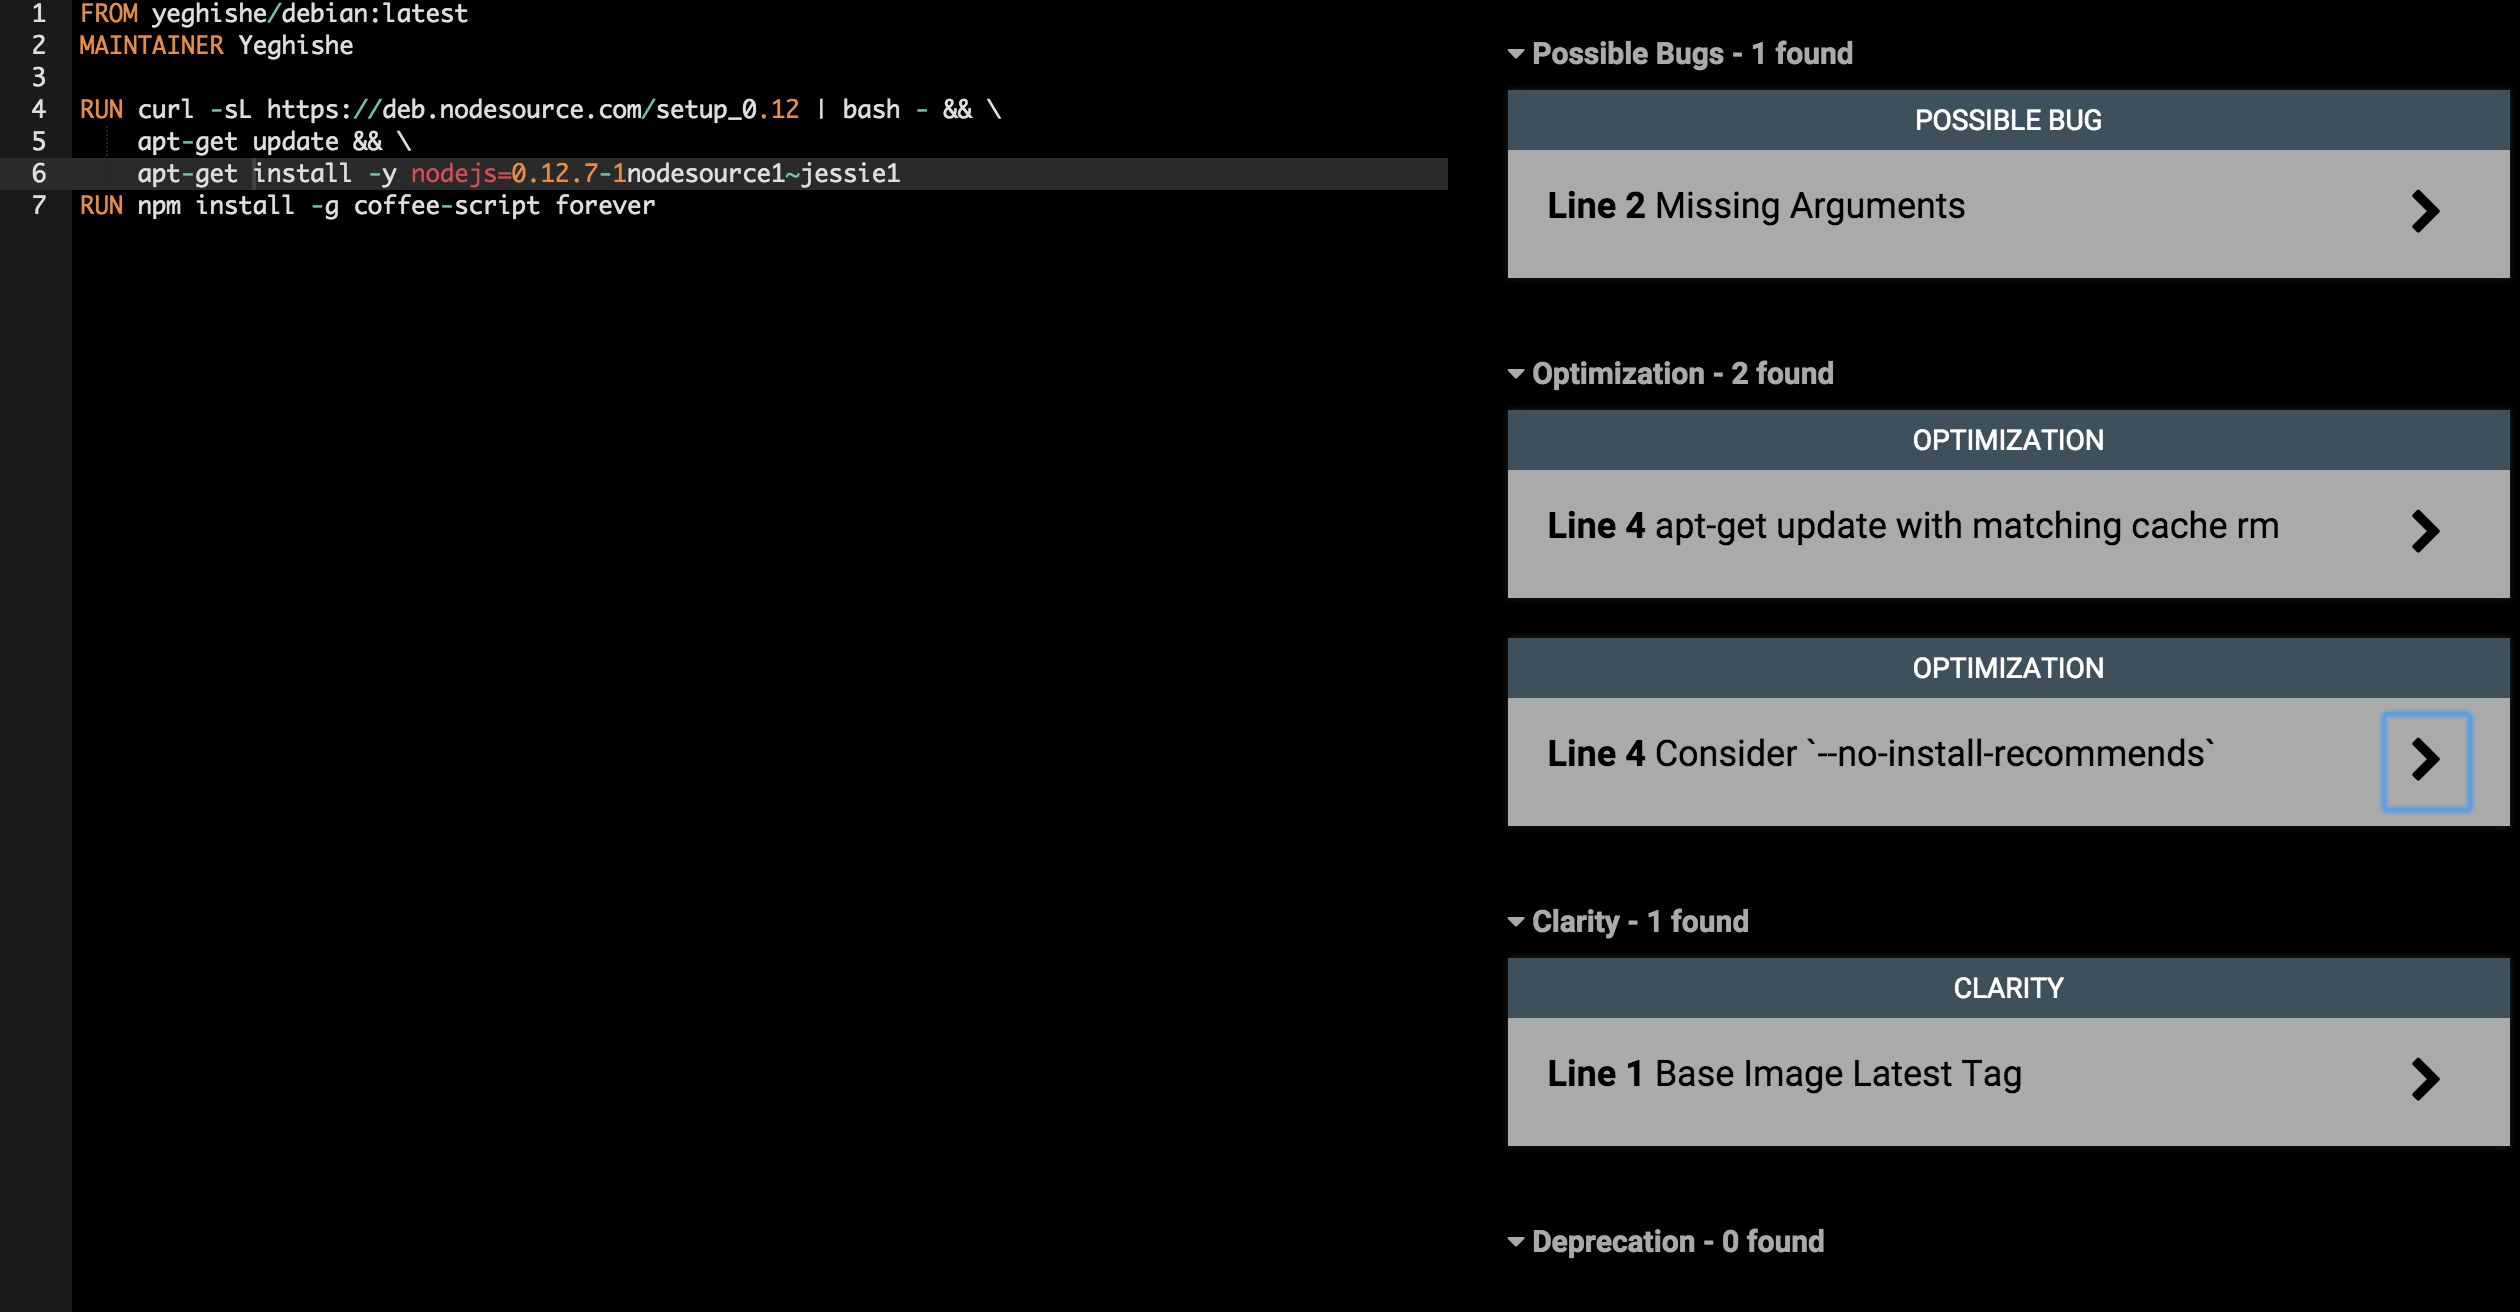 1 FROM yeghishe/debian:latest
2 MAINTAINER Yeghishe
3
4 RUN curl -sL https://deb.nodesource.com/setup_0.12 | bash - && \
5     apt-get update && \
6     apt-get install -y nodejs=0.12.7-1nodesource1~jessie1
7 RUN npm install -g coffee-script forever
Possible Bugs - 1 found
POSSIBLE BUG
Line 2 Missing Arguments
Optimization - 2 found
OPTIMIZATION
Line 4 apt-get update with matching cache rm
OPTIMIZATION
Line 4 Consider `--no-install-recommends`
Clarity - 1 found
CLARITY
Line 1 Base Image Latest Tag
Deprecation - 0 found